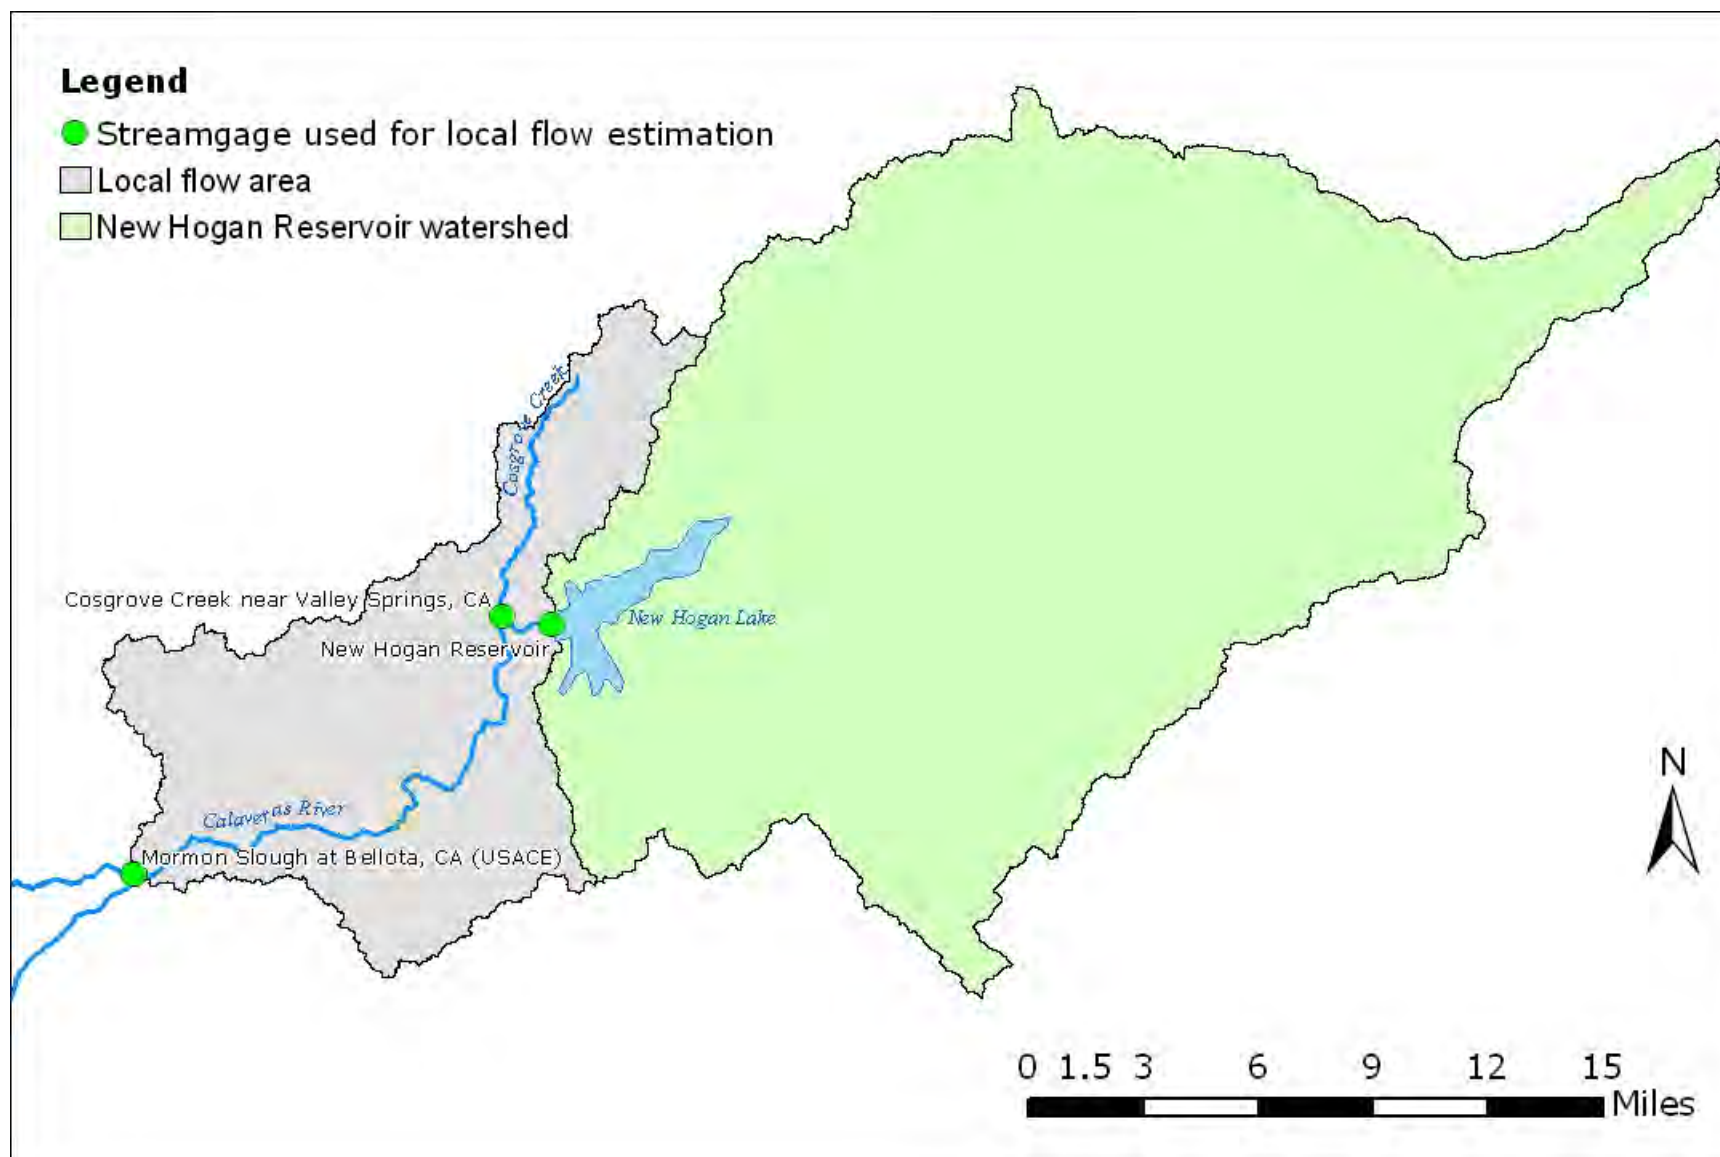 Legend
Streamgage used for local flow estimation
Local flow area
New Hogan Reservoir watershed
Cosgrove Creek
Cosgrove Creek near Valley Springs, CA
New Hogan Lake
New Hogan Reservoir
Calaveras River
Mormon Slough at Bellota, CA (USACE)
N
0 1.5 3 6 9 12 15
Miles